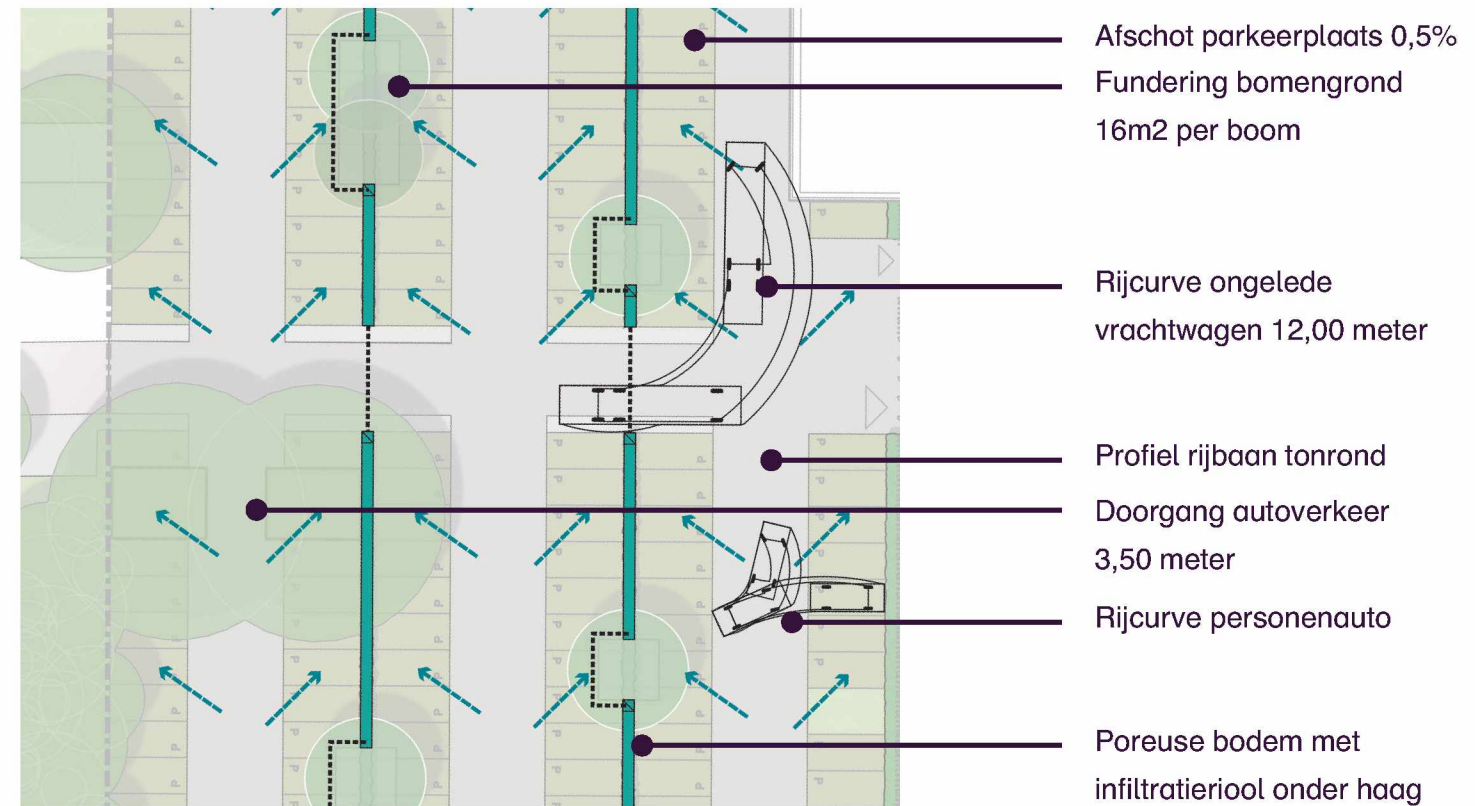 Afschot parkeerplaats 0,5%
Fundering bomengrond
16m2 per boom
Rijcurve ongelede
vrachtwagen 12,00 meter
Profiel rijbaan tonrond
Doorgang autoverkeer
3,50 meter
Rijcurve personenauto
Poreuse bodem met
infiltratieriool onder haag